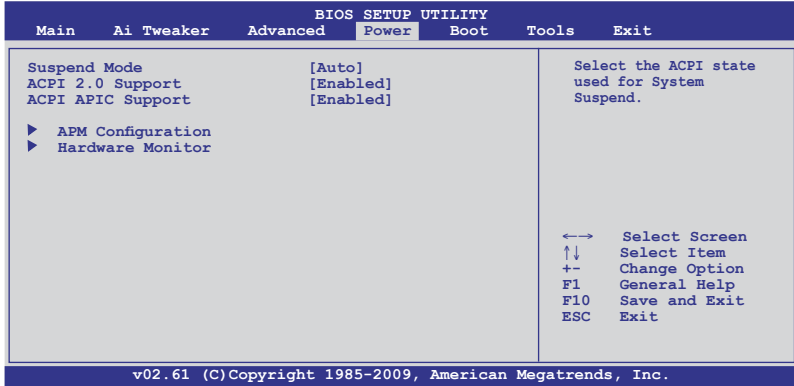 BIOS SETUP UTILITY
Main Ai Tweaker Advanced Power Boot Tools Exit
Suspend Mode [Auto]
ACPI 2.0 Support [Enabled]
ACPI APIC Support [Enabled]
APM Configuration
Hardware Monitor
Select the ACPI state
used for System
Suspend.
←→ Select Screen
↑↓ Select Item
+- Change Option
F1 General Help
F10 Save and Exit
ESC Exit
v02.61 (C)Copyright 1985-2009, American Megatrends, Inc.